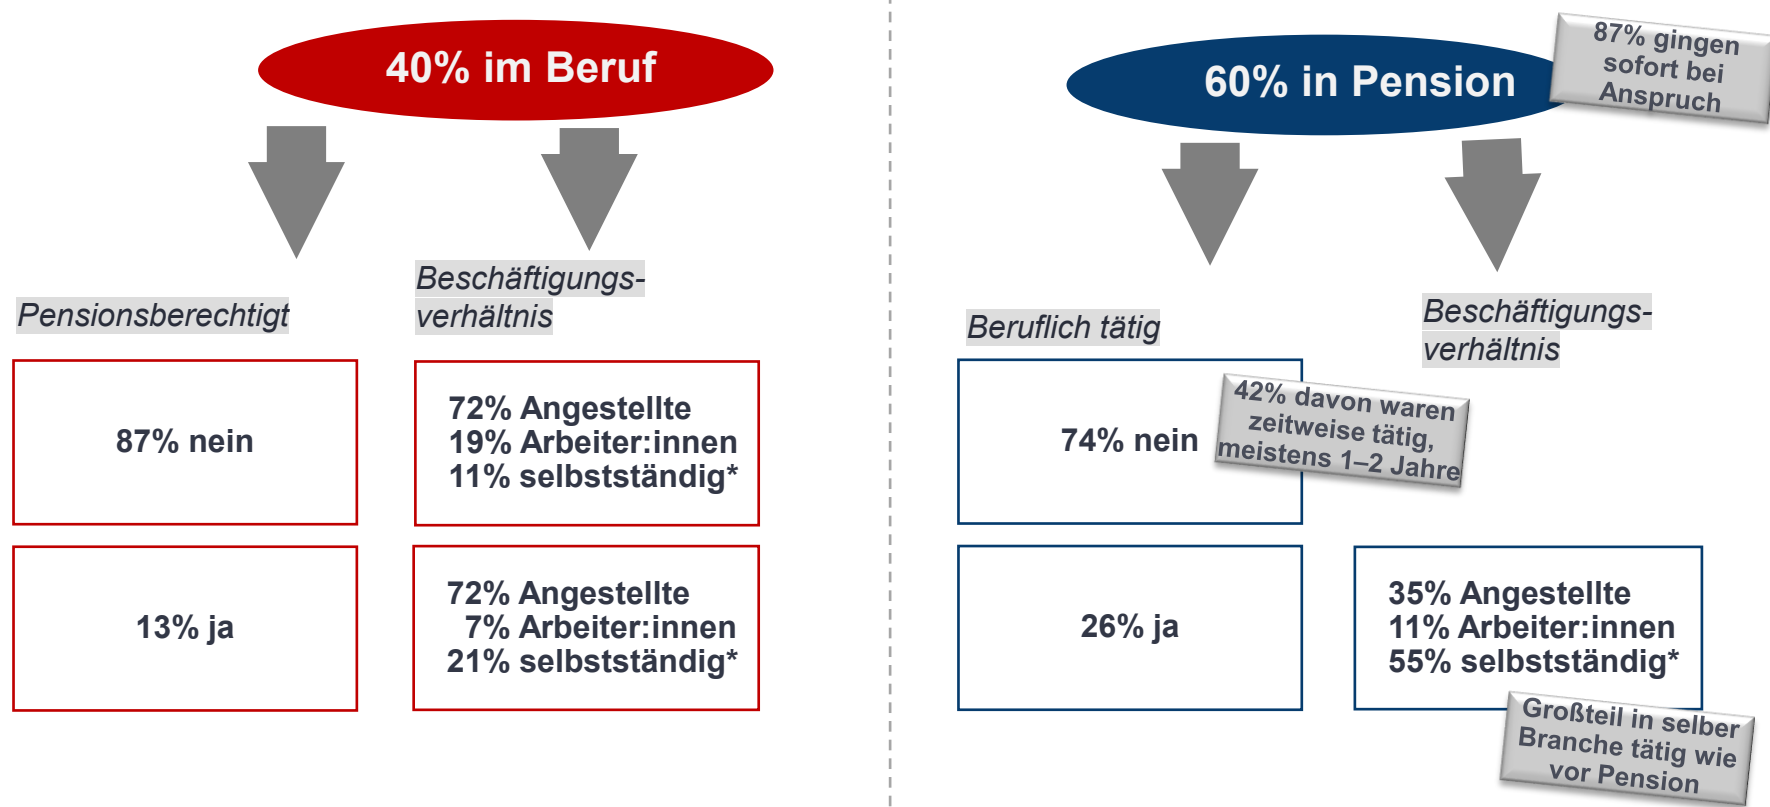 40% im Beruf
Pensionsberechtigt
Beschäftigungs-
verhältnis
87% nein
72% Angestellte
19% Arbeiter:innen
11% selbstständig*
13% ja
72% Angestellte
7% Arbeiter:innen
21% selbstständig*
60% in Pension
87% gingen
sofort bei
Anspruch
Beruflich tätig
Beschäftigungs-
verhältnis
74% nein
42% davon waren
zeitweise tätig,
meistens 1–2 Jahre
26% ja
35% Angestellte
11% Arbeiter:innen
55% selbstständig*
Großteil in selber
Branche tätig wie
vor Pension